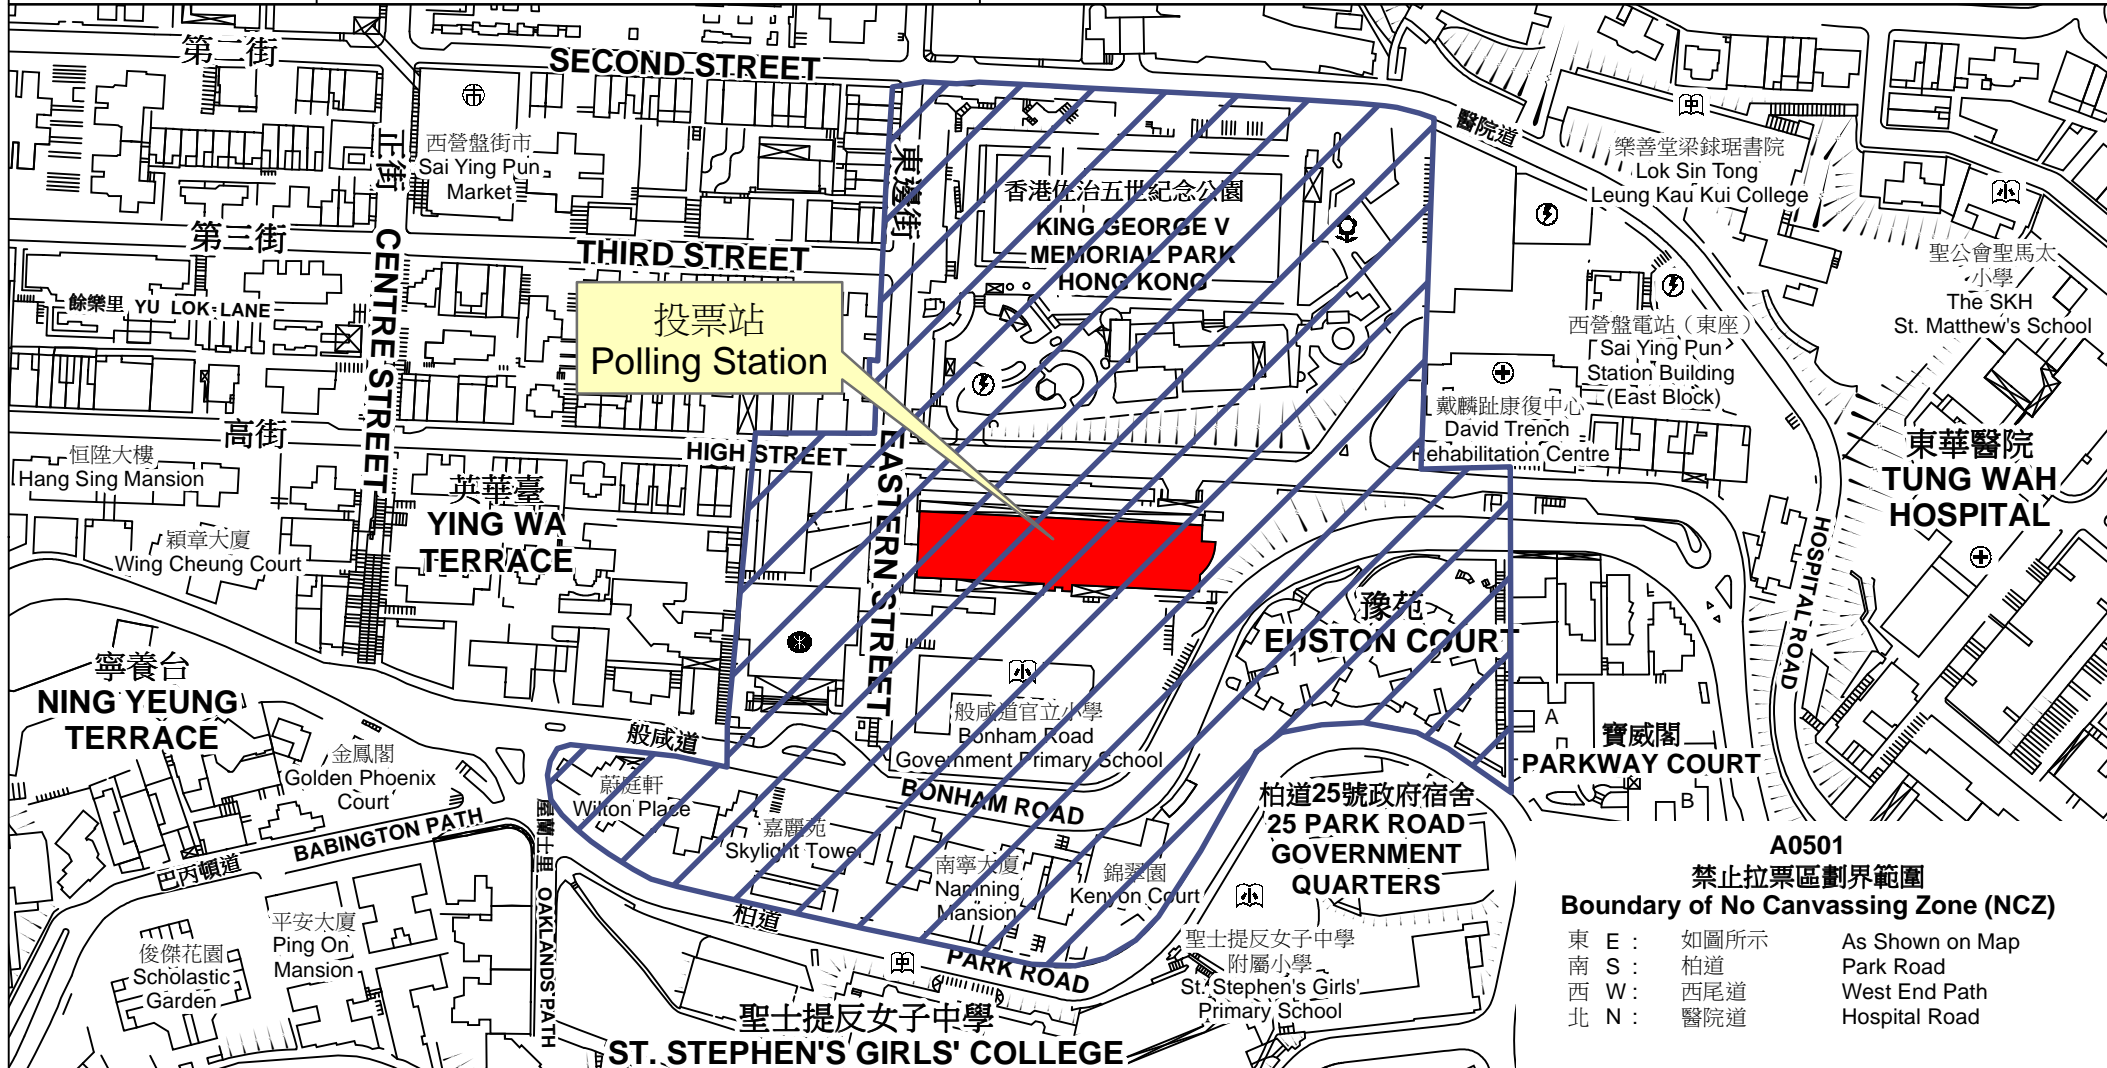 第二街
SECOND STREET
正街
西營盤街市
Sai Ying Pun
Market
東邊街
香港佐治五世紀念公園
KING GEORGE V
MEMORIAL PARK
HONG KONG
醫院道
中
樂善堂梁銶琚書院
Lok Sin Tong
Leung Kau Kui College
小
第三街
THIRD STREET
CENTRE STREET
餘樂里 YU LOK LANE
投票站
Polling Station
聖公會聖馬太
小學
The SKH
St. Matthew's School
西營盤電站（東座）
Sai Ying Pun
Station Building
(East Block)
戴麟趾康復中心
David Trench
Rehabilitation Centre
高街
HIGH STREET
EASTERN STREET
恒陞大樓
Hang Sing Mansion
英華臺
YING WA
TERRACE
穎章大廈
Wing Cheung Court
東華醫院
TUNG WAH
HOSPITAL
HOSPITAL ROAD
豫苑
EUSTON COURT
1
2
寧養台
NING YEUNG
TERRACE
小
般咸道官立小學
Bonham Road
Government Primary School
般咸道
BONHAM ROAD
金鳳閣
Golden Phoenix
Court
蔚庭軒
Wilton Place
嘉麗苑
Skylight Tower
南寧大廈
Nanning
Mansion
錦翠園
Kenyon Court
A
寶威閣
PARKWAY COURT
B
柏道25號政府宿舍
25 PARK ROAD
GOVERNMENT
QUARTERS
巴丙頓道
BABINGTON PATH
屋蘭士里 OAKLANDS PATH
平安大廈
Ping On
Mansion
俊傑花園
Scholastic
Garden
柏道
PARK ROAD
中
小
聖士提反女子中學
附屬小學
St. Stephen's Girls'
Primary School
聖士提反女子中學
ST. STEPHEN'S GIRLS' COLLEGE
A0501
禁止拉票區劃界範圍
Boundary of No Canvassing Zone (NCZ)
東 E : 如圖所示 As Shown on Map
南 S : 柏道 Park Road
西 W : 西尾道 West End Path
北 N : 醫院道 Hospital Road